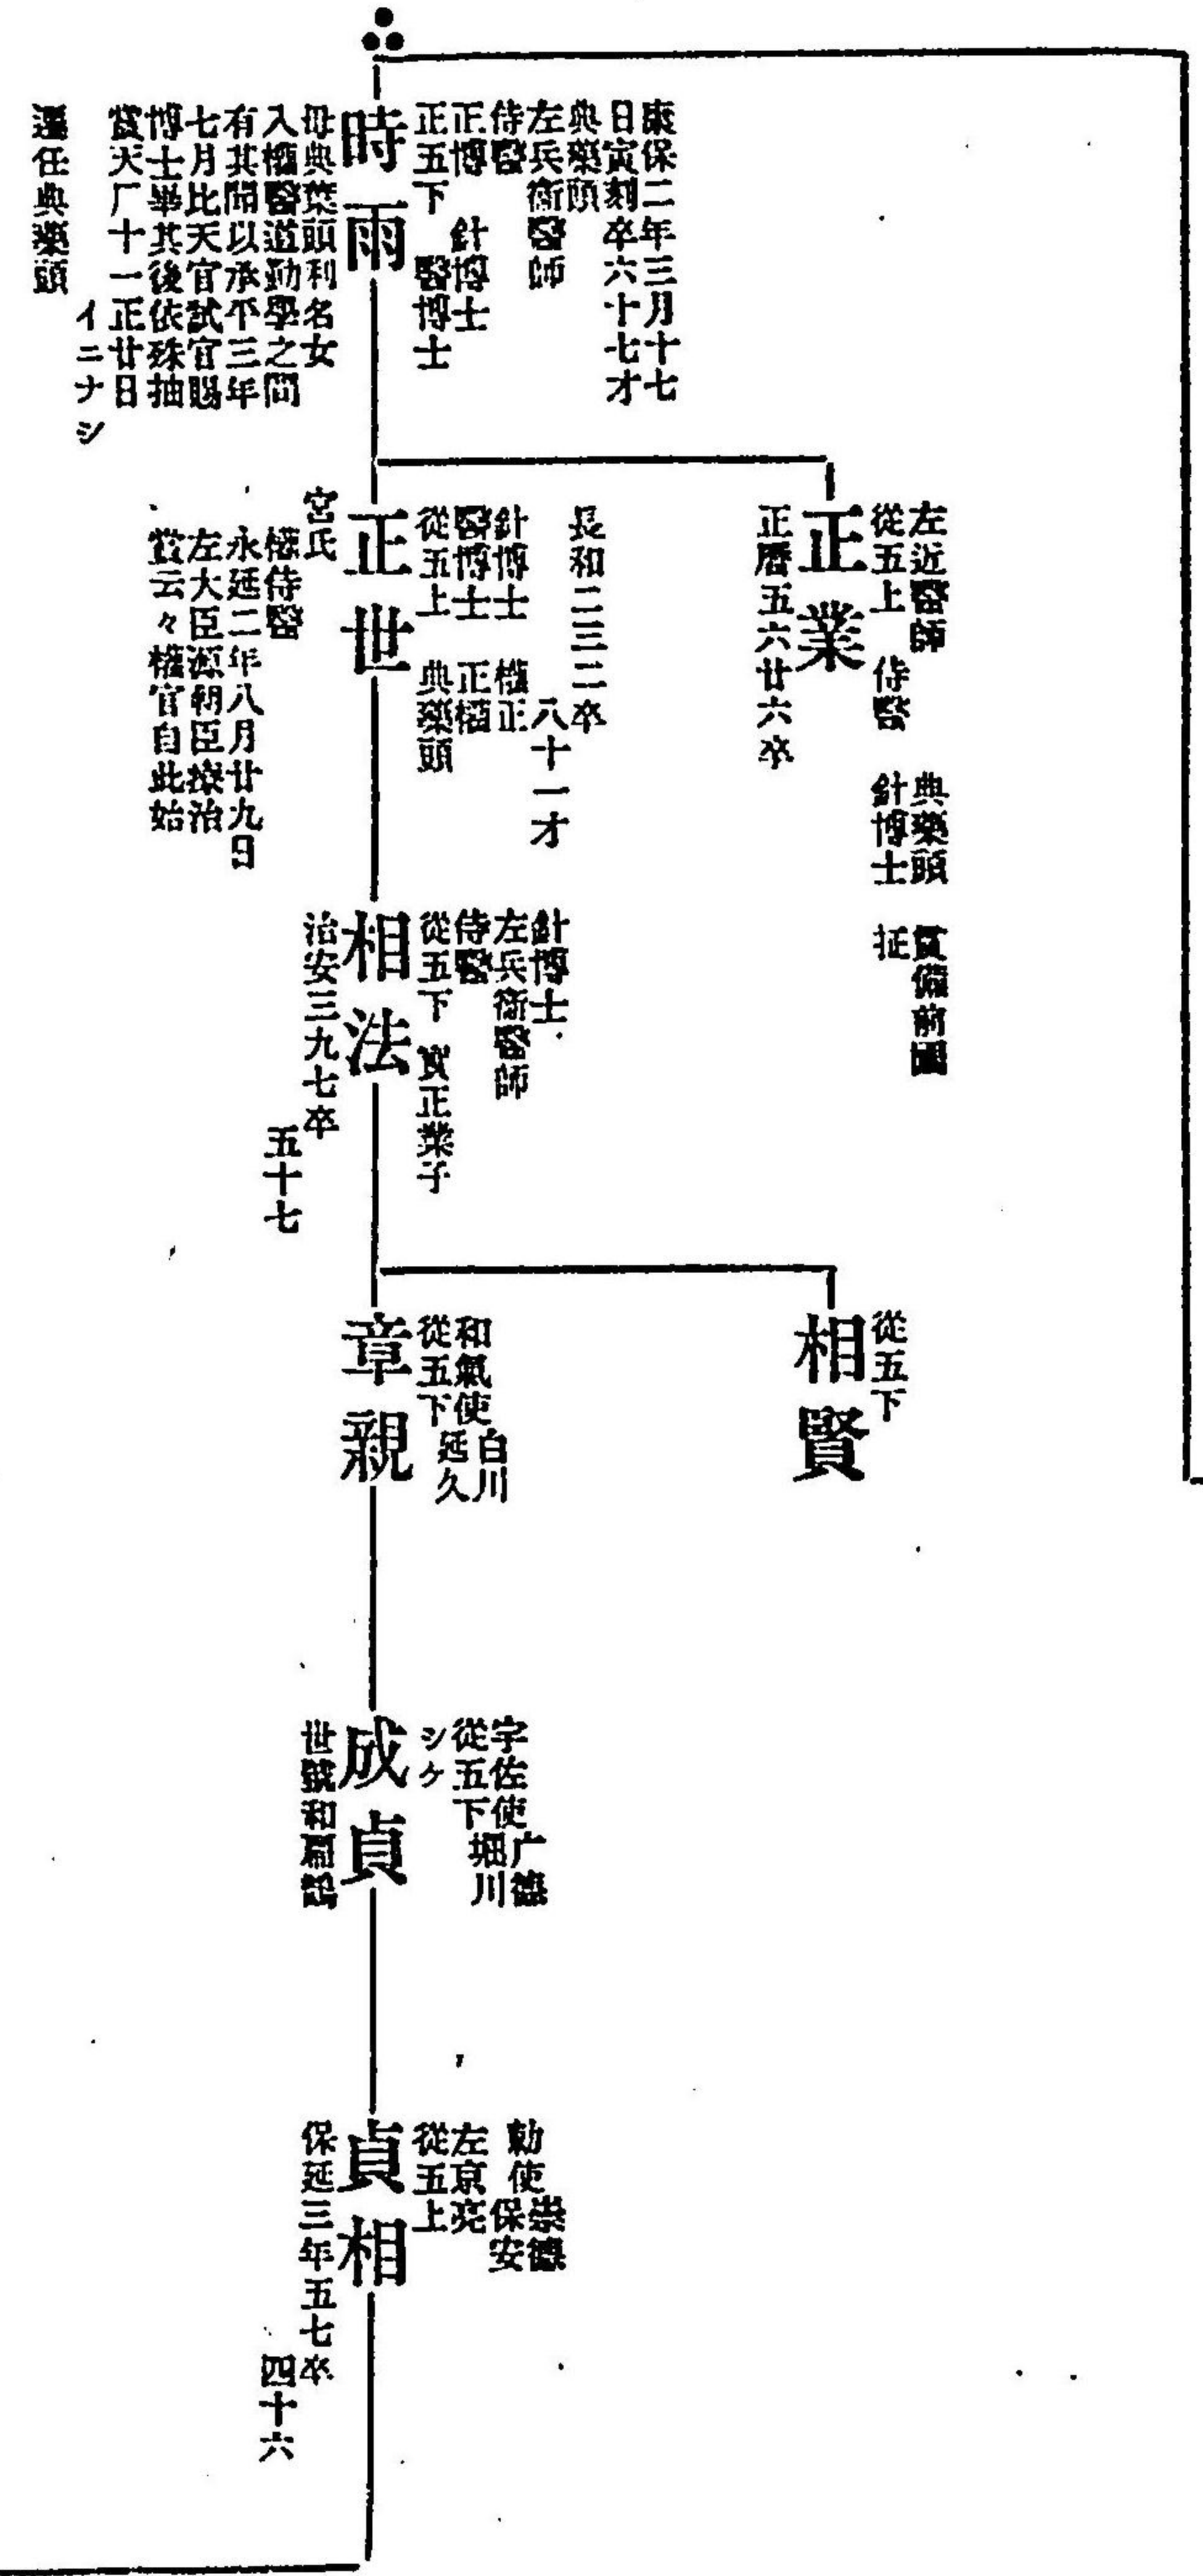 康保二年三月十七
日寅刻卒六十七才
典藥頭
左兵衞醫師
侍醫
正博　針博士
正五下　醫博士
時雨
母典葉頭利名女
入權醫道勤學之間
有其聞以承平三年
七月比天官試官賜
博士畢其後依殊抽
賞天厂十一正廿日
イニナシ
還任典藥頭
左近醫師　典藥頭　賞備前國
從五上　侍醫　針博士
正業
正曆五六廿六卒
長和二三二卒
八十一才
針博士　權正
醫博士　正權
從五上　典藥頭
正世
宮氏
權侍醫
永延二年八月廿九日
左大臣源朝臣療治
賞云々權官自此始
針博士
左兵衞醫師
侍醫
從五下　實正業子
相法
治安三九七卒
五十七
從五下
相賢
和氣使白川
從五下延久
章親
宇佐使广德
從五下堀川
シケ
成貞
世號和扁鵲
勅使崇德
保安
左京亮
從五上
貞相
保延三年五七卒
四十六